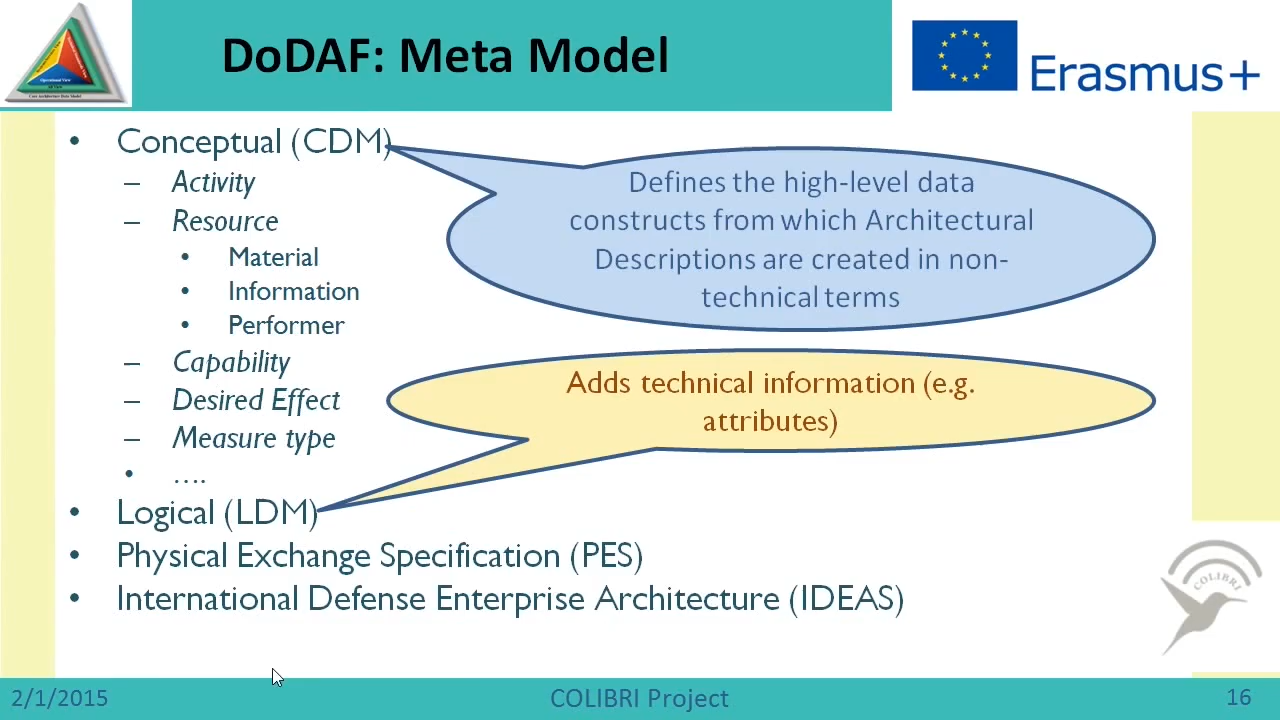 DoDAF: Meta Model
Erasmus+
• Conceptual (CDM)
– Activity
– Resource
• Material
• Information
• Performer
– Capability
– Desired Effect
– Measure type
• ....
• Logical (LDM)
• Physical Exchange Specification (PES)
• International Defense Enterprise Architecture (IDEAS)
Defines the high-level data
constructs from which Architectural
Descriptions are created in non-
technical terms
Adds technical information (e.g.
attributes)
COLIBRI
2/1/2015
COLIBRI Project
16